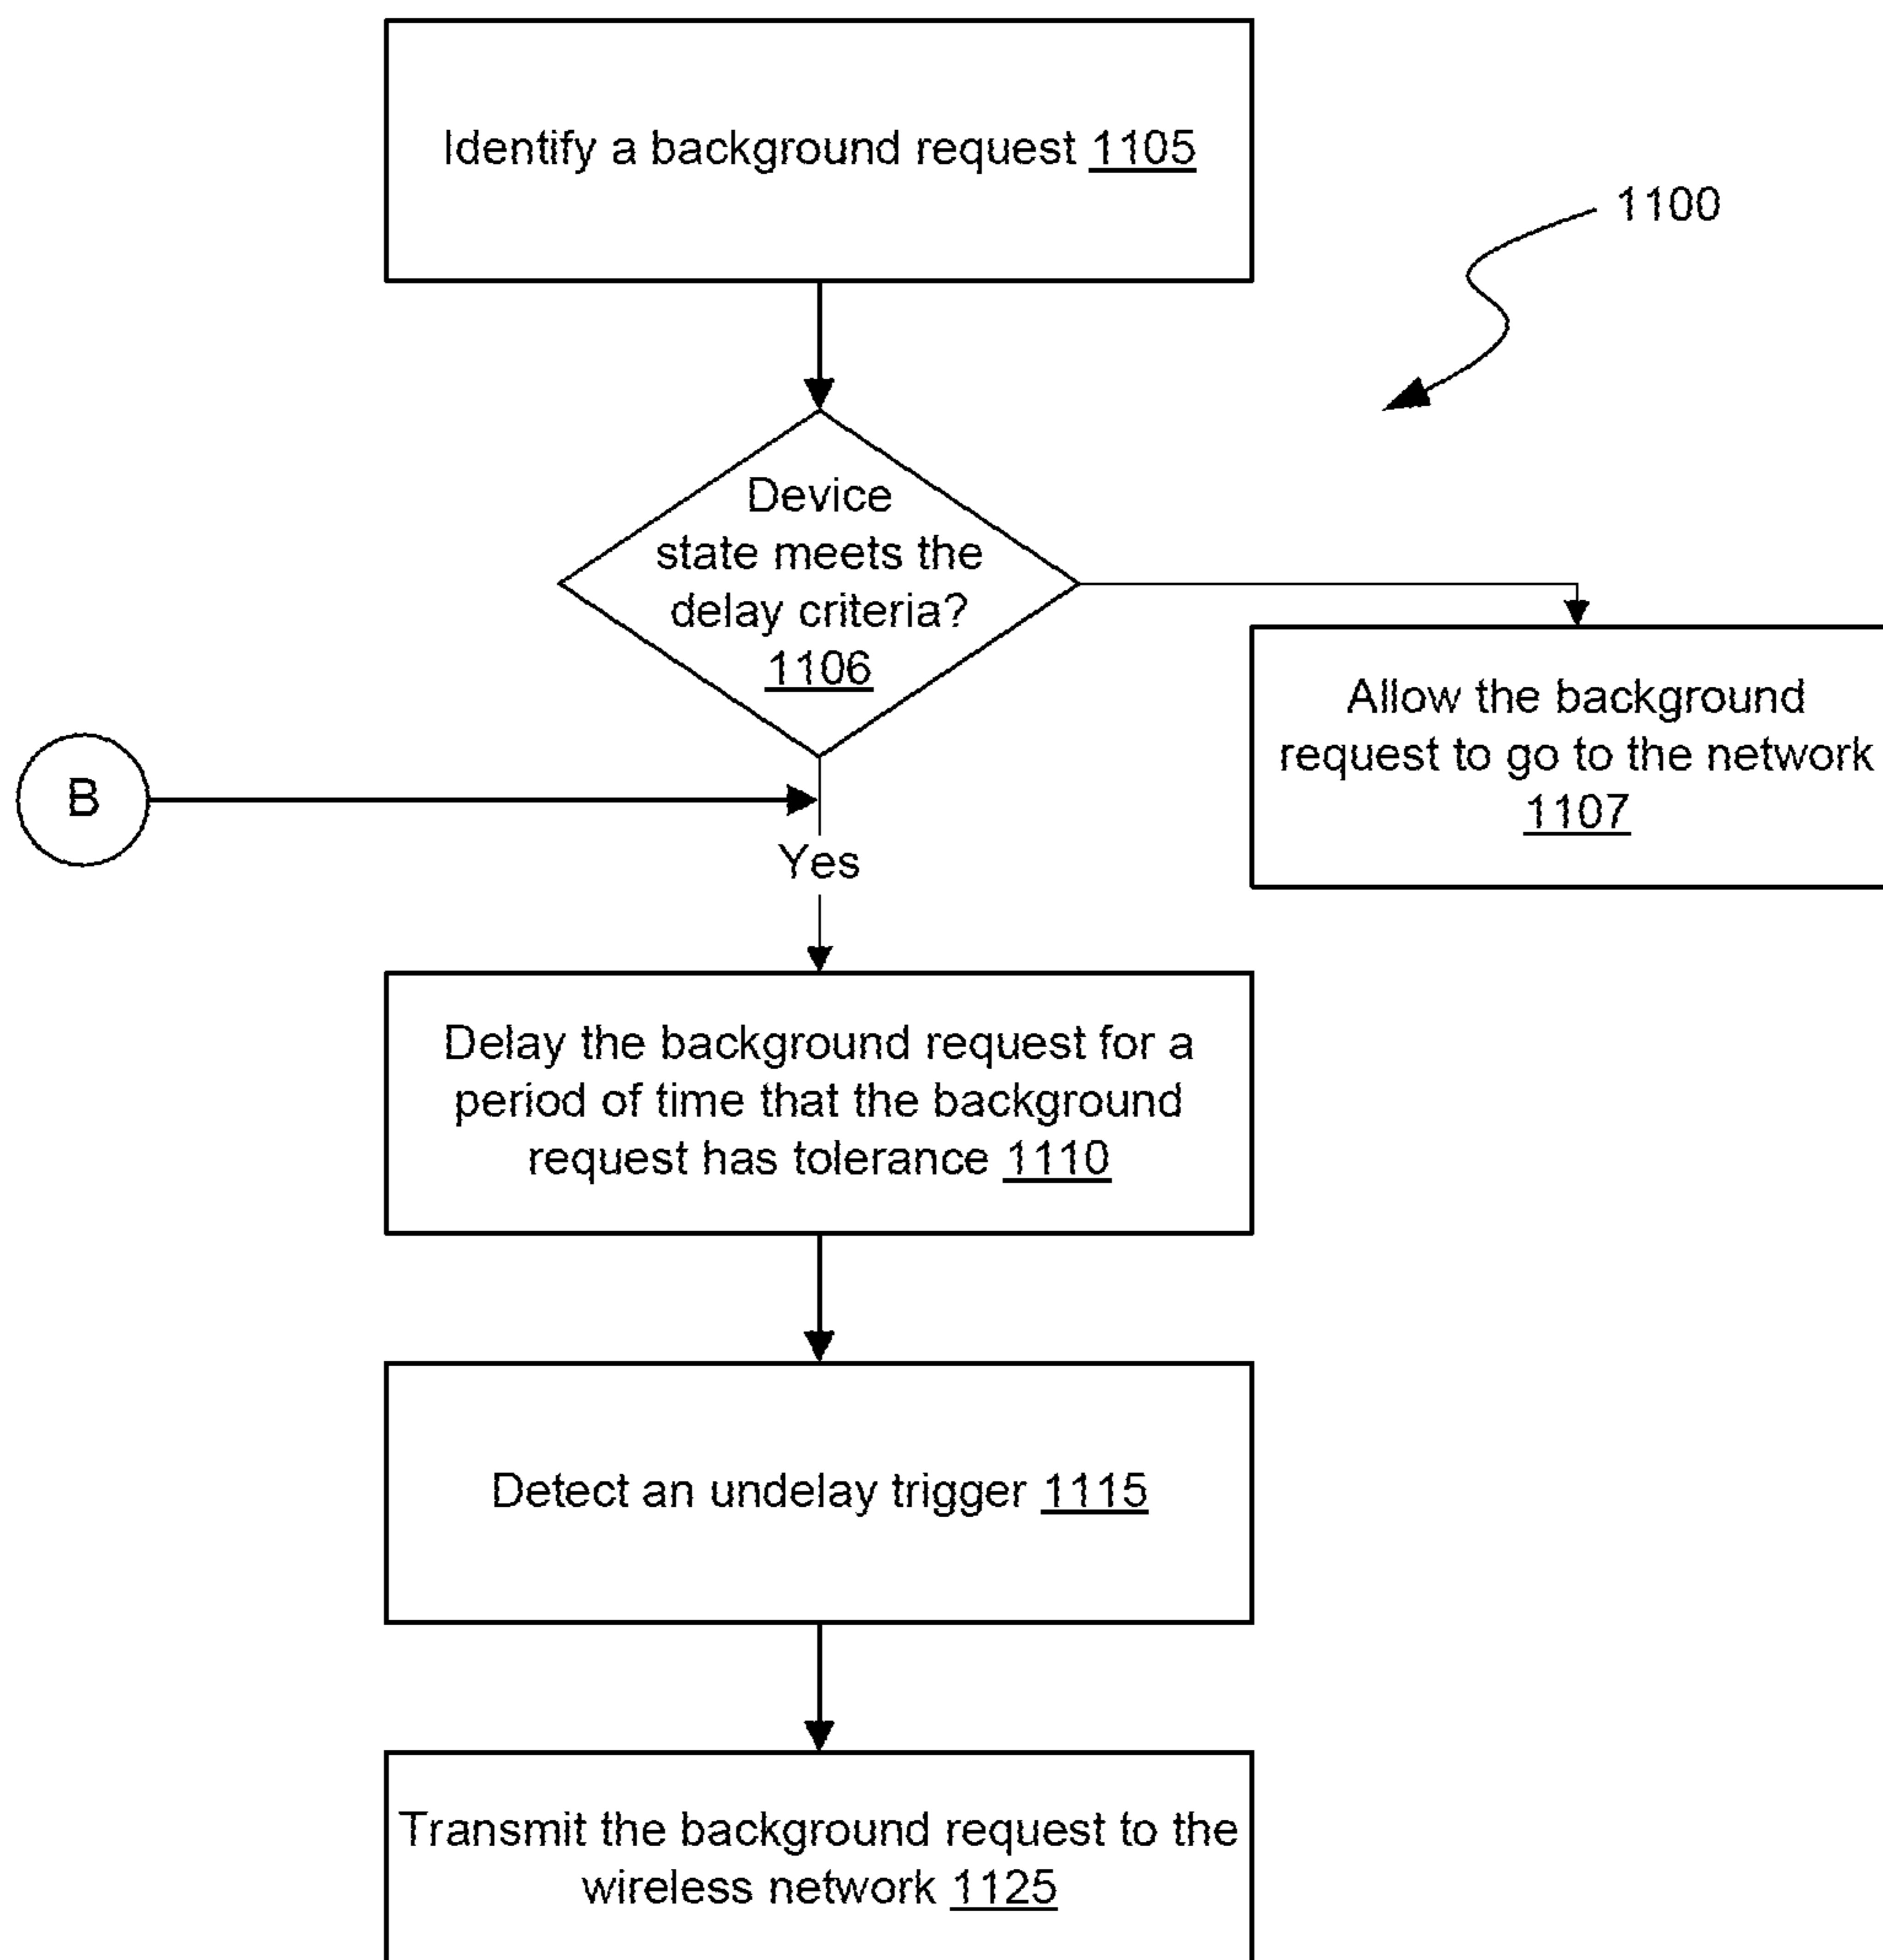 Identify a background request 1105
1100
Device
state meets the
delay criteria?
1106
Allow the background
request to go to the network
1107
B
Yes
Delay the background request for a
period of time that the background
request has tolerance 1110
Detect an undelay trigger 1115
Transmit the background request to the
wireless network 1125